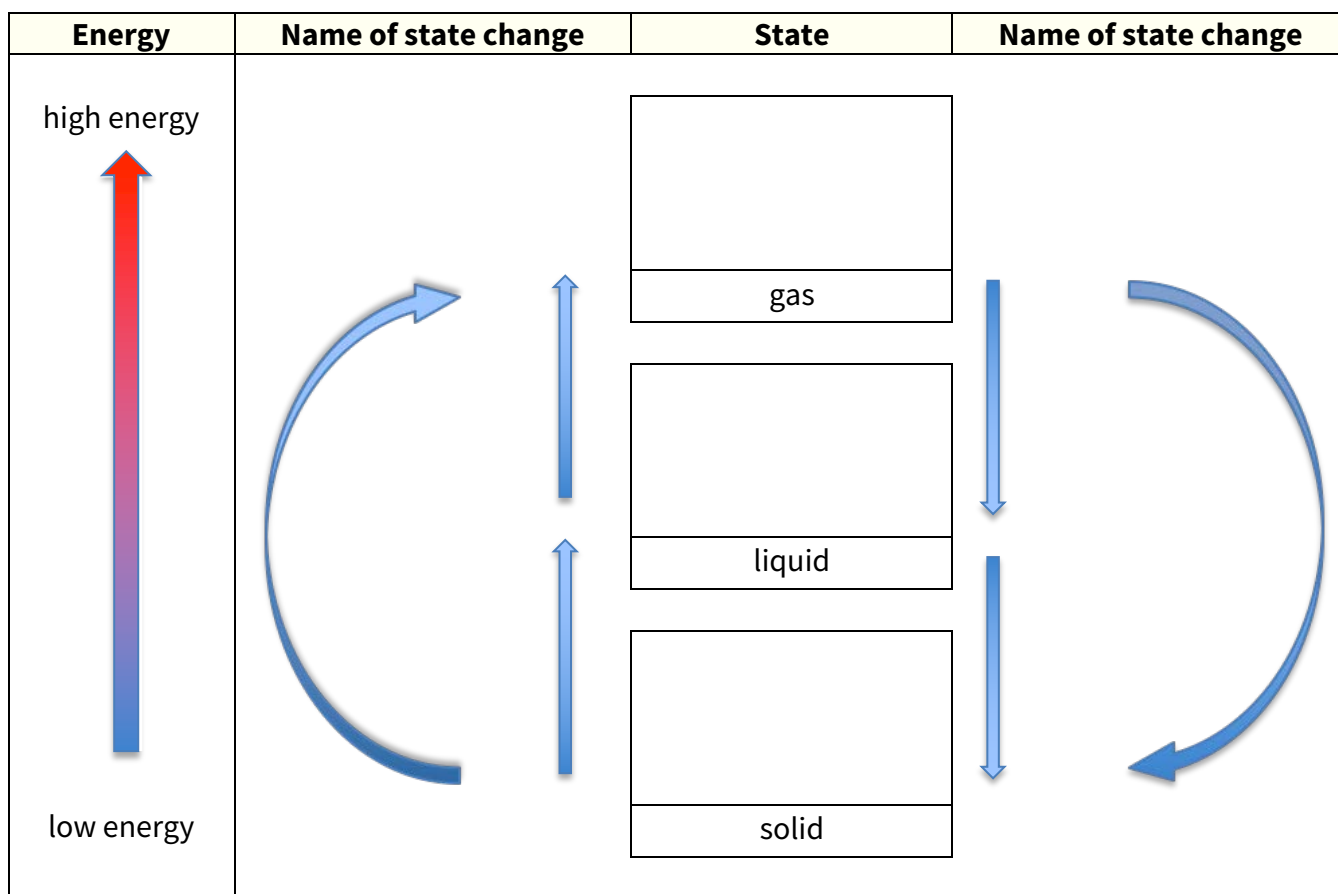 Energy
Name of state change
State
Name of state change
high energy
gas
liquid
solid
low energy